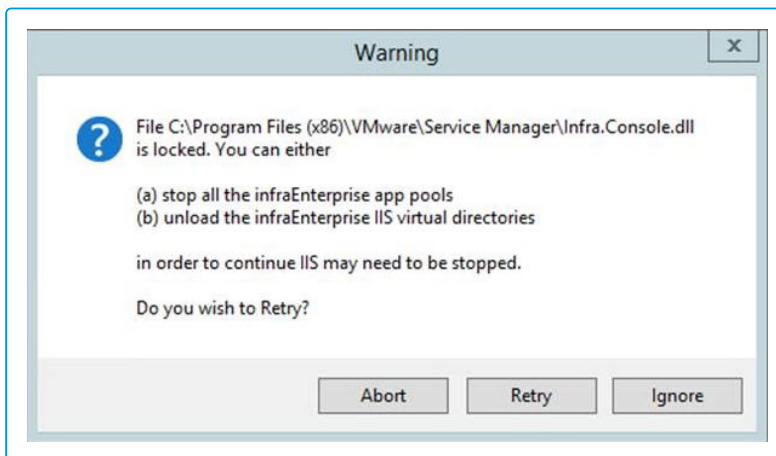 Warning
x
?
File C:\Program Files (x86)\VMware\Service Manager\Infra.Console.dll
is locked. You can either
(a) stop all the infraEnterprise app pools
(b) unload the infraEnterprise IIS virtual directories
in order to continue IIS may need to be stopped.
Do you wish to Retry?
Abort Retry Ignore